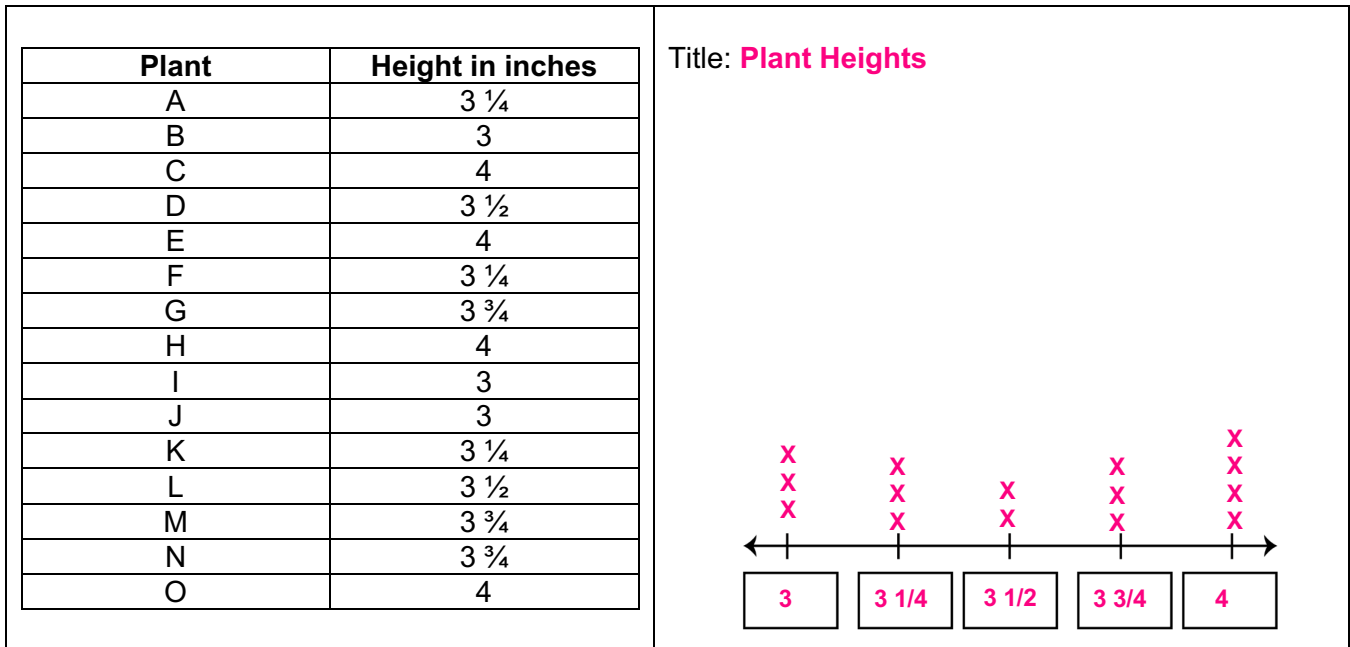 Plant Height in inches
A 3 ¼
B 3
C 4
D 3 ½
E 4
F 3 ¼
G 3 ¾
H 4
I 3
J 3
K 3 ¼
L 3 ½
M 3 ¾
N 3 ¾
O 4
Title: Plant Heights
X
X X X
X X X X X
X X X X X
3 3 1/4 3 1/2 3 3/4 4